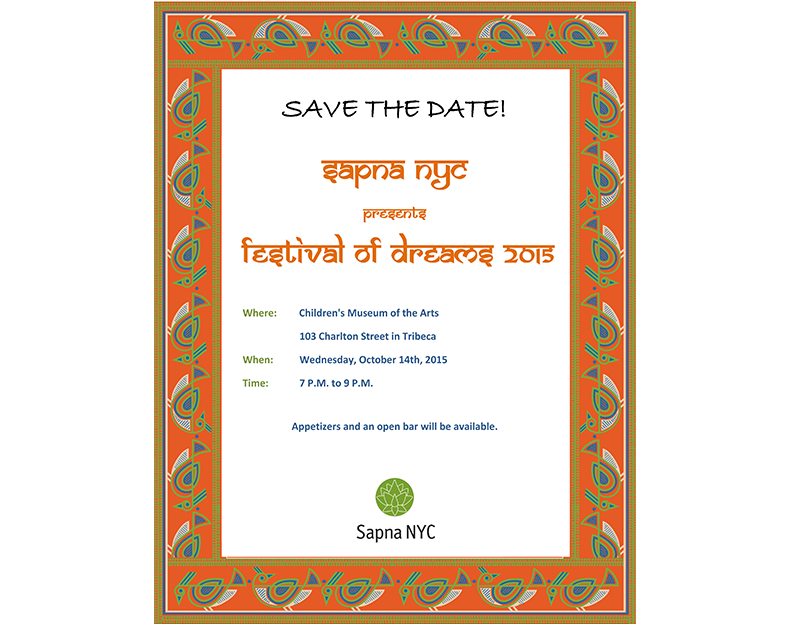 SAVE THE DATE!
SAPNA NYC
PRESENTS
FESTIVAL OF DREAMS 2015
Where: Children's Museum of the Arts
103 Charlton Street in Tribeca
When: Wednesday, October 14th, 2015
Time: 7 P.M. to 9 P.M.
Appetizers and an open bar will be available.
Sapna NYC